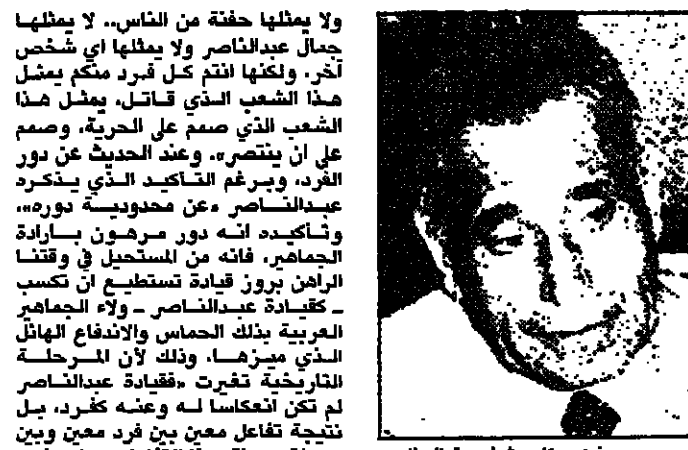 ولا يمثلها حفنة من الناس.. لا يمثلها
جمال عبدالناصر ولا يمثلها اي شخص
آخر. ولكنها انتم كل فرد منكم يمثل
هذا الشعب الذي قاتل، يمثل هذا
الشعب الذي صمم على الحرية، وصمم
على ان ينتصر». وعند الحديث عن دور
الفرد، وبرغم التأكيد الذي يذكره
عبدالناصر «عن محدودية دوره»،
وتأكيده انه دور مرهون بارادة
الجماهير، فانه من المستحيل في وقتنا
الراهن بروز قيادة تستطيع ان تكسب
ـ كقيادة عبدالناصر ـ ولاء الجماهير
العربية بذلك الحماس والاندفاع الهائل
الذي ميزها. وذلك لأن المرحلة
التاريخية تغيرت «فقيادة عبدالناصر
لم تكن انعكاسا له وعنه كفرد، بل
نتيجة تفاعل معين بين فرد معين وبين